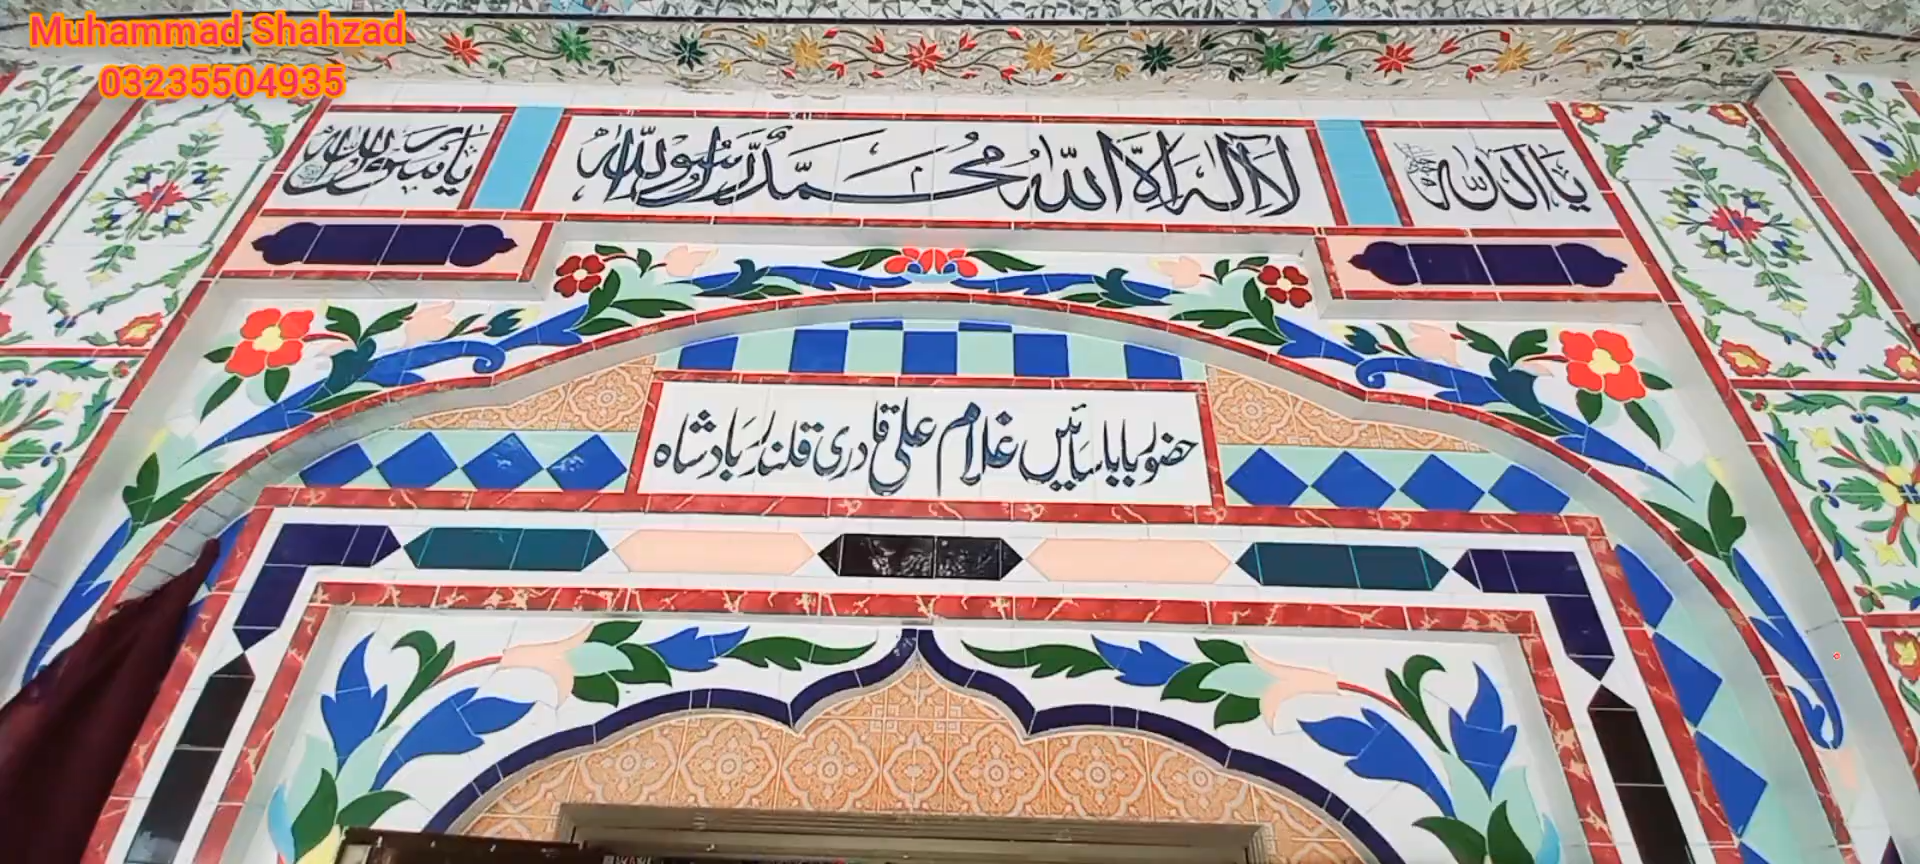 Muhammad Shahzad
03235504935
یا اللہ
لا الہ الا اللہ محمد رسول اللہ
یا رسول اللہ
حضور بابا سائیں غلام علی قادری قلندر بادشاہ